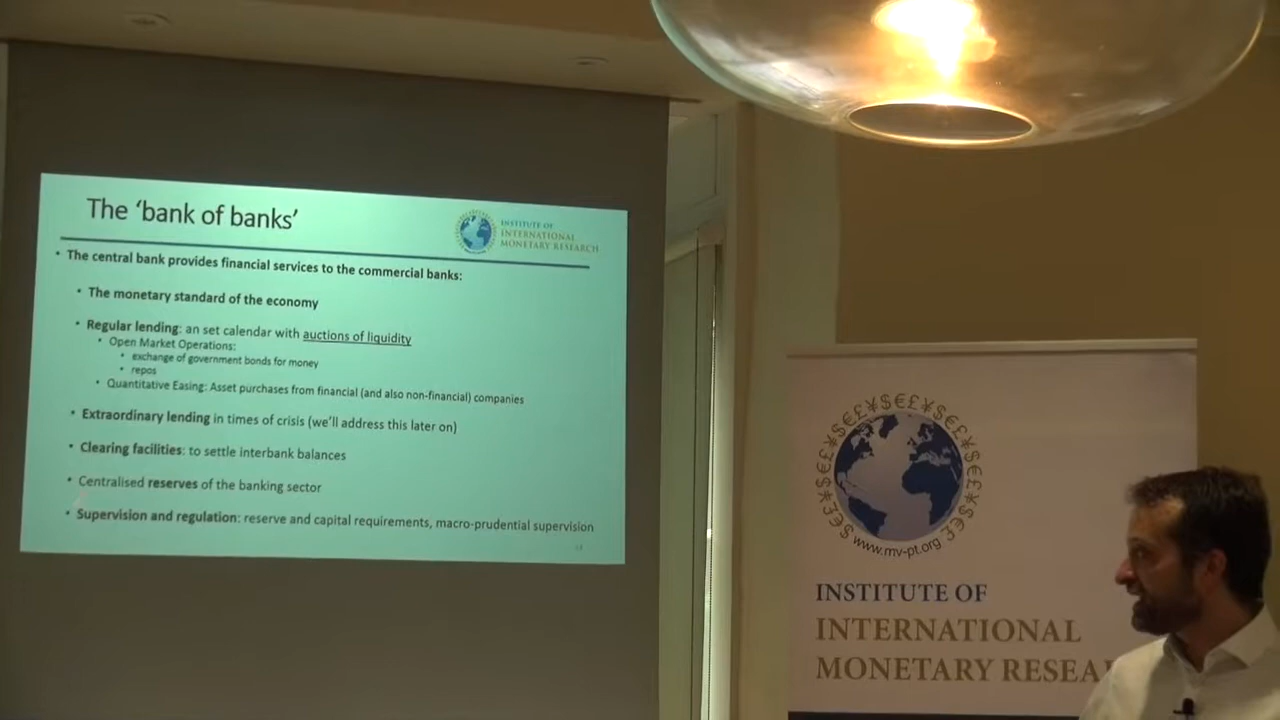 The ‘bank of banks’
INSTITUTE OF
INTERNATIONAL
MONETARY RESEARCH
• The central bank provides financial services to the commercial banks:
• The monetary standard of the economy
• Regular lending: an set calendar with auctions of liquidity
• Open Market Operations:
• exchange of government bonds for money
• repos
• Quantitative Easing: Asset purchases from financial (and also non-financial) companies
• Extraordinary lending in times of crisis (we’ll address this later on)
• Clearing facilities: to settle interbank balances
• Centralised reserves of the banking sector
• Supervision and regulation: reserve and capital requirements, macro-prudential supervision
www.mv-pt.org
INSTITUTE OF
INTERNATIONAL
MONETARY RESEA